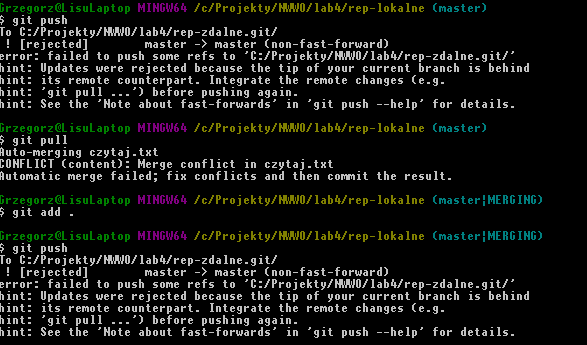 Grzegorz@LisuLaptop MINGW64 /c/Projekty/NWWO/lab4/rep-lokalne (master)
$ git push
To C:/Projekty/NWWO/lab4/rep-zdalne.git/
! [rejected] master -> master (non-fast-forward)
error: failed to push some refs to 'C:/Projekty/NWWO/lab4/rep-zdalne.git/'
hint: Updates were rejected because the tip of your current branch is behind
hint: its remote counterpart. Integrate the remote changes (e.g.
hint: 'git pull ...') before pushing again.
hint: See the 'Note about fast-forwards' in 'git push --help' for details.
Grzegorz@LisuLaptop MINGW64 /c/Projekty/NWWO/lab4/rep-lokalne (master)
$ git pull
Auto-merging czytaj.txt
CONFLICT (content): Merge conflict in czytaj.txt
Automatic merge failed; fix conflicts and then commit the result.
Grzegorz@LisuLaptop MINGW64 /c/Projekty/NWWO/lab4/rep-lokalne (master|MERGING)
$ git add .
Grzegorz@LisuLaptop MINGW64 /c/Projekty/NWWO/lab4/rep-lokalne (master|MERGING)
$ git push
To C:/Projekty/NWWO/lab4/rep-zdalne.git/
! [rejected] master -> master (non-fast-forward)
error: failed to push some refs to 'C:/Projekty/NWWO/lab4/rep-zdalne.git/'
hint: Updates were rejected because the tip of your current branch is behind
hint: its remote counterpart. Integrate the remote changes (e.g.
hint: 'git pull ...') before pushing again.
hint: See the 'Note about fast-forwards' in 'git push --help' for details.